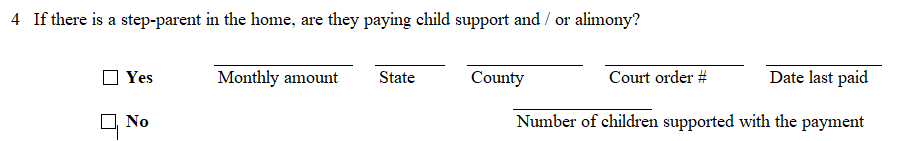 4 If there is a step-parent in the home, are they paying child support and / or alimony?
Yes Monthly amount State County Court order # Date last paid
No Number of children supported with the payment